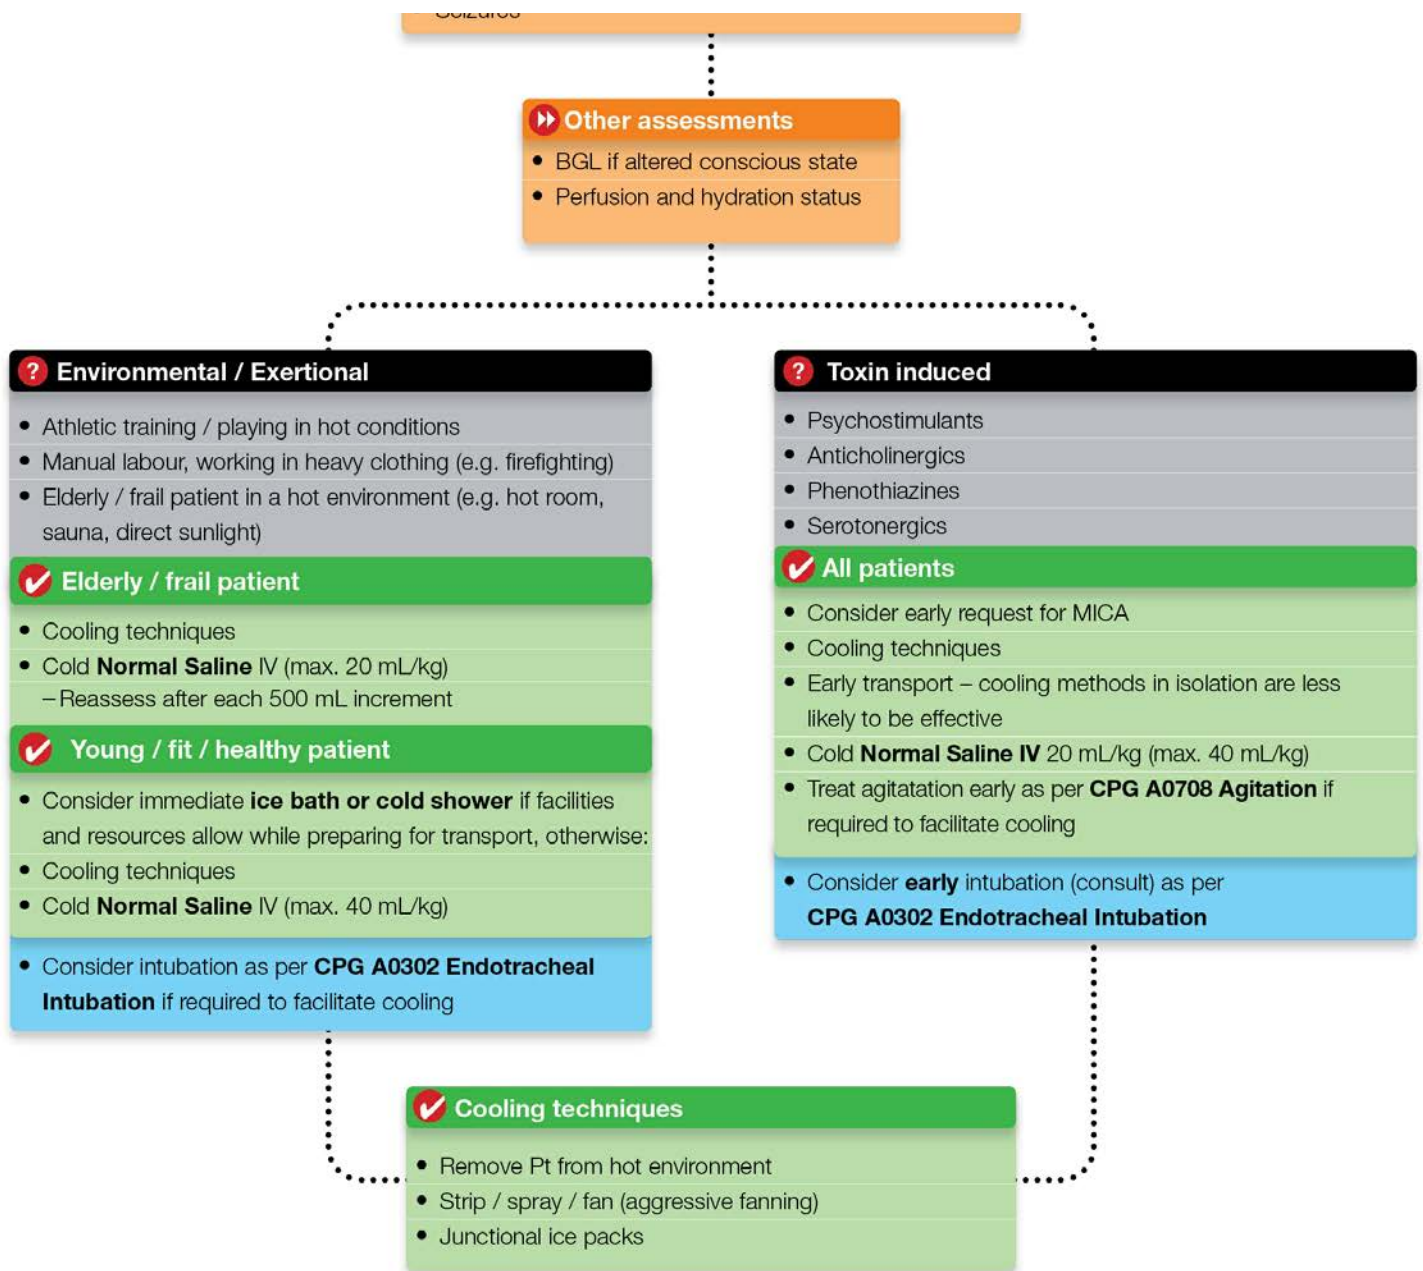 Seizures
Other assessments
• BGL if altered conscious state
• Perfusion and hydration status
? Environmental / Exertional
• Athletic training / playing in hot conditions
• Manual labour, working in heavy clothing (e.g. firefighting)
• Elderly / frail patient in a hot environment (e.g. hot room,
sauna, direct sunlight)
Elderly / frail patient
• Cooling techniques
• Cold Normal Saline IV (max. 20 mL/kg)
– Reassess after each 500 mL increment
Young / fit / healthy patient
• Consider immediate ice bath or cold shower if facilities
and resources allow while preparing for transport, otherwise:
• Cooling techniques
• Cold Normal Saline IV (max. 40 mL/kg)
• Consider intubation as per CPG A0302 Endotracheal
Intubation if required to facilitate cooling
? Toxin induced
• Psychostimulants
• Anticholinergics
• Phenothiazines
• Serotonergics
All patients
• Consider early request for MICA
• Cooling techniques
• Early transport – cooling methods in isolation are less
likely to be effective
• Cold Normal Saline IV 20 mL/kg (max. 40 mL/kg)
• Treat agitatation early as per CPG A0708 Agitation if
required to facilitate cooling
• Consider early intubation (consult) as per
CPG A0302 Endotracheal Intubation
Cooling techniques
• Remove Pt from hot environment
• Strip / spray / fan (aggressive fanning)
• Junctional ice packs